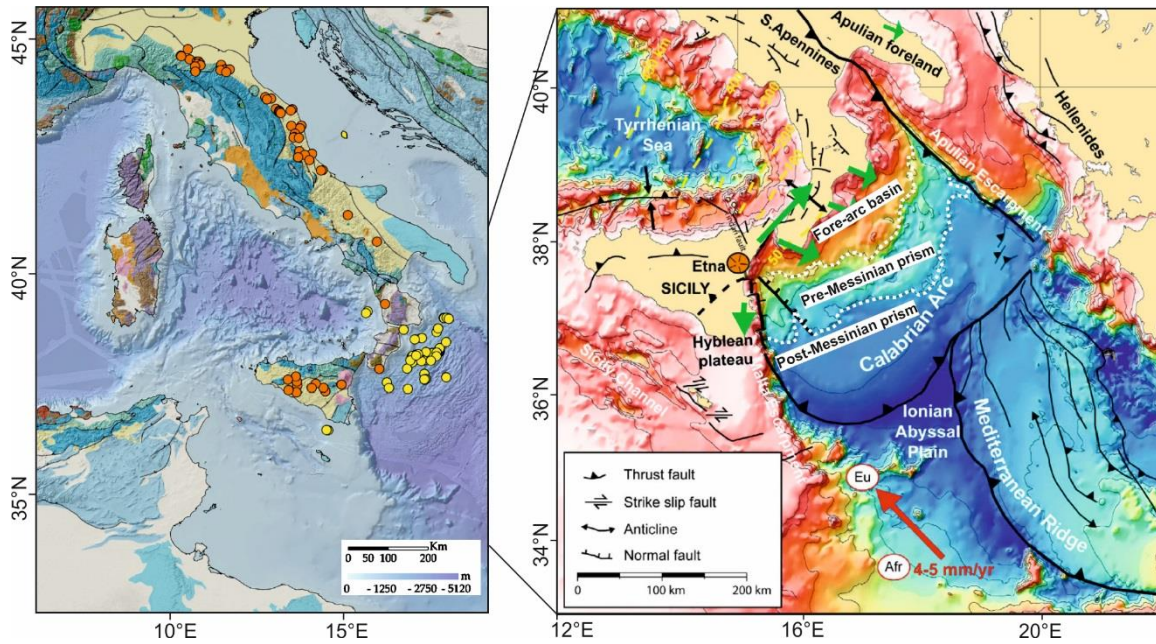 45°N
40°N
35°N
5°E
10°E
15°E
Km
0 50 100 200
m
0 - 1250 - 2750 - 5120
40°N
38°N
36°N
34°N
12°E
16°E
18°E
20°E
S.Apennines
Apulian foreland
Hellenides
Tyrrhenian
Sea
Apulian Escarpment
Fore-arc basin
Etna
SICILY
Pre-Messinian prism
Calabrian Arc
Post-Messinian prism
Hyblean
plateau
Sicily Channel
Ionian
Abyssal
Plain
Mediterranean Ridge
Eu
Afr
4-5 mm/yr
Thrust fault
Strike slip fault
Anticline
Normal fault
0 100 km 200 km